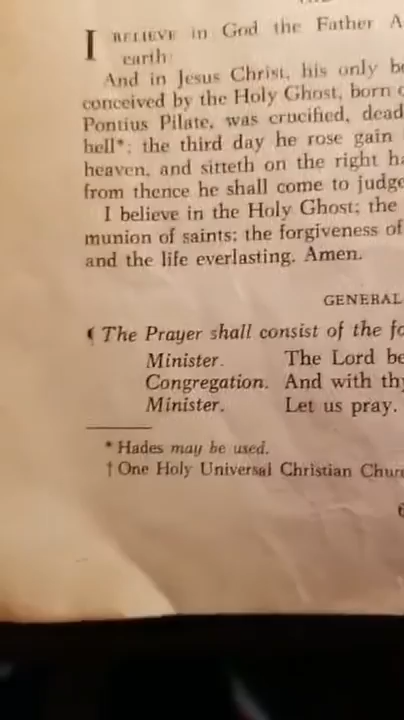 I BELIEVE in God the Father A
earth:
And in Jesus Christ, his only be
conceived by the Holy Ghost, born o
Pontius Pilate, was crucified, dead
hell*; the third day he rose gain
heaven, and sitteth on the right ha
from thence he shall come to judge
I believe in the Holy Ghost; the
munion of saints; the forgiveness of
and the life everlasting. Amen.
GENERAL
¶ The Prayer shall consist of the fo
Minister. The Lord be
Congregation. And with thy
Minister. Let us pray.
* Hades may be used.
† One Holy Universal Christian Chur